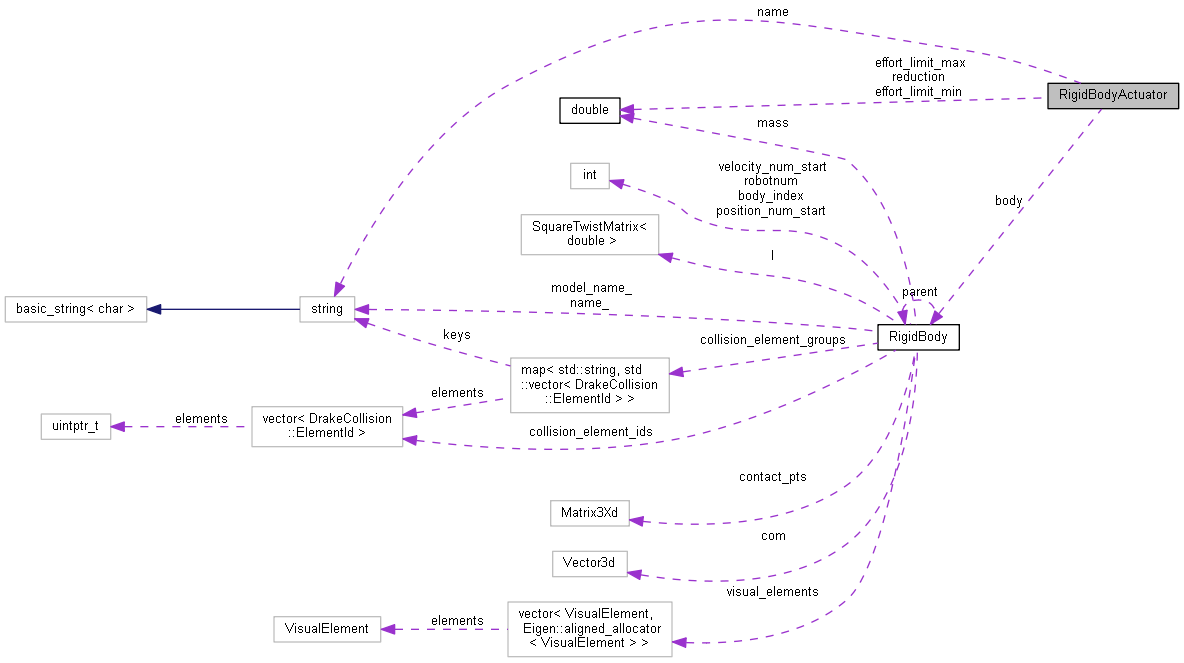 name
effort_limit_max
reduction
effort_limit_min
RigidBodyActuator
double
mass
int
velocity_num_start
robotnum
body_index
position_num_start
body
SquareTwistMatrix<
double >
I
parent
basic_string< char >
string
model_name_
name_
RigidBody
keys
collision_element_groups
map< std::string, std
::vector< DrakeCollision
::ElementId > >
elements
uintptr_t
elements
vector< DrakeCollision
::ElementId >
collision_element_ids
contact_pts
Matrix3Xd
com
Vector3d
visual_elements
VisualElement
elements
vector< VisualElement,
Eigen::aligned_allocator
< VisualElement > >